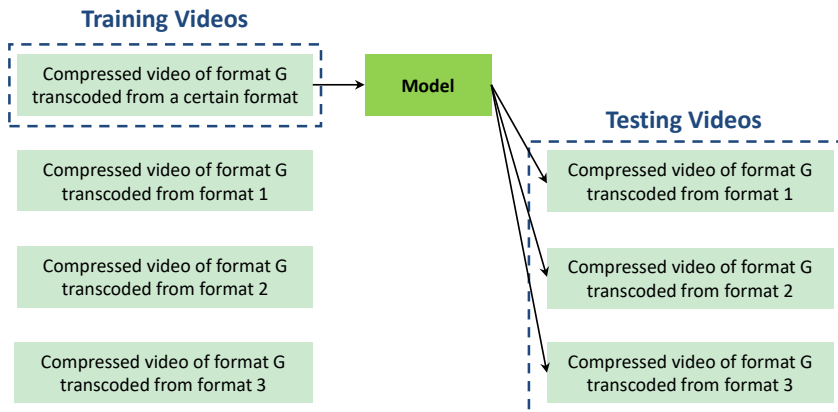 Training Videos
Compressed video of format G
transcoded from a certain format
Model
Compressed video of format G
transcoded from format 1
Compressed video of format G
transcoded from format 2
Compressed video of format G
transcoded from format 3
Testing Videos
Compressed video of format G
transcoded from format 1
Compressed video of format G
transcoded from format 2
Compressed video of format G
transcoded from format 3